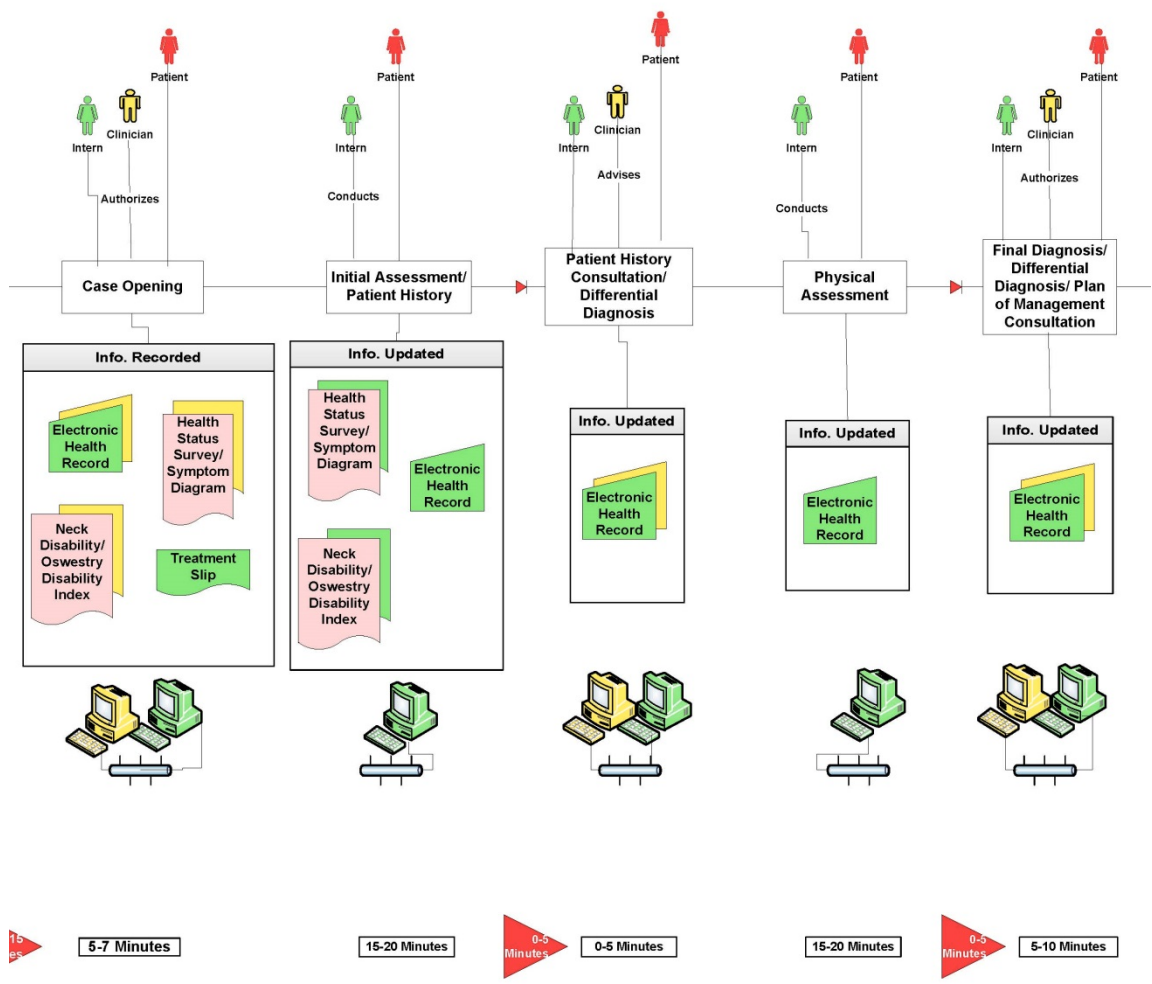 Patient
Intern
Clinician
Authorizes
Case Opening
Info. Recorded
Electronic
Health
Record
Health
Status
Survey/
Symptom
Diagram
Neck
Disability/
Oswestry
Disability
Index
Treatment
Slip
15
es
5-7 Minutes
Patient
Intern
Conducts
Initial Assessment/
Patient History
Info. Updated
Health
Status
Survey/
Symptom
Diagram
Electronic
Health
Record
Neck
Disability/
Oswestry
Disability
Index
15-20 Minutes
Patient
Clinician
Intern
Advises
Patient History
Consultation/
Differential
Diagnosis
Info. Updated
Electronic
Health
Record
0-5
Minutes
0-5 Minutes
Patient
Intern
Conducts
Physical
Assessment
Info. Updated
Electronic
Health
Record
15-20 Minutes
Patient
Clinician
Intern
Authorizes
Final Diagnosis/
Differential
Diagnosis/ Plan
of Management
Consultation
Info. Updated
Electronic
Health
Record
0-5
Minutes
5-10 Minutes